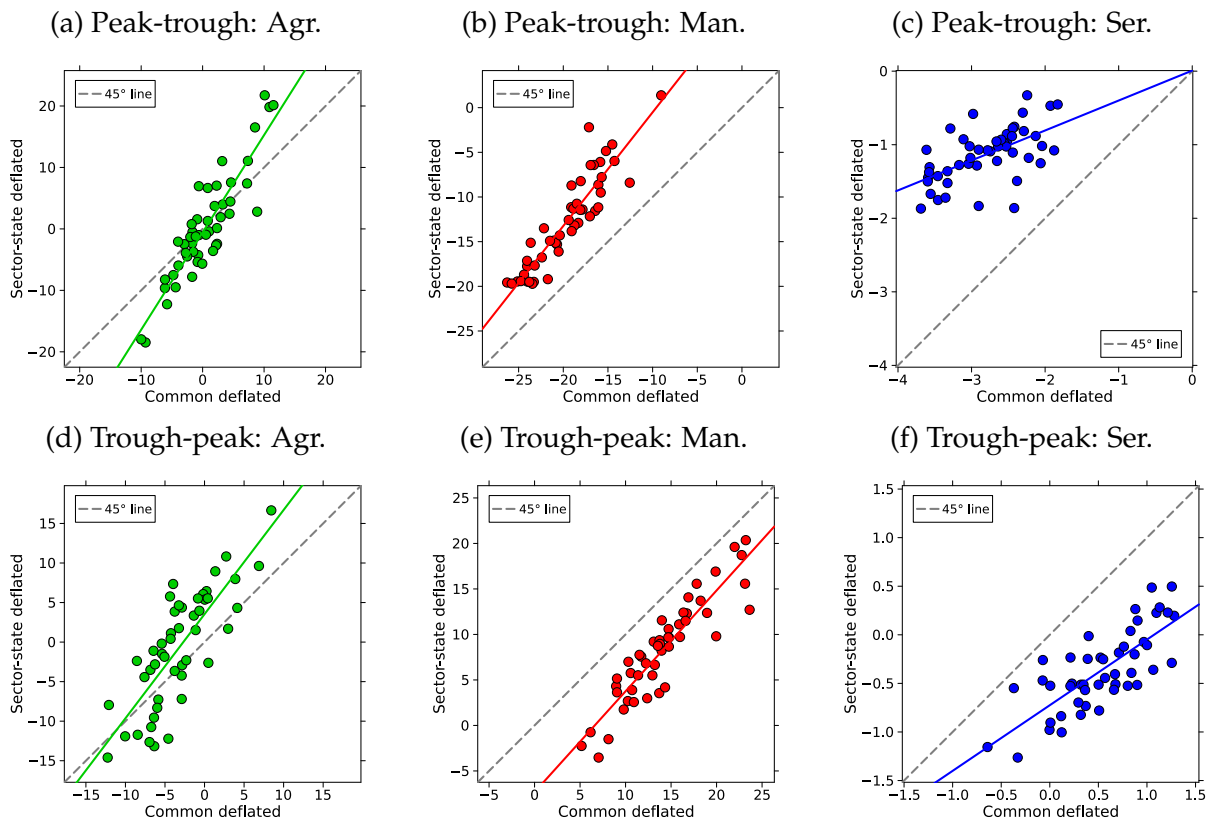 (a) Peak-trough: Agr.
(b) Peak-trough: Man.
(c) Peak-trough: Ser.
45° line
20
10
0
−10
−20
Sector-state deflated
−20 −10 0 10 20
Common deflated
45° line
0
−5
−10
−15
−20
−25
Sector-state deflated
−25 −20 −15 −10 −5 0
Common deflated
0
−1
−2
−3
−4
Sector-state deflated
45° line
−4 −3 −2 −1 0
Common deflated
(d) Trough-peak: Agr.
(e) Trough-peak: Man.
(f) Trough-peak: Ser.
45° line
15
10
5
0
−5
−10
−15
Sector-state deflated
−15 −10 −5 0 5 10 15
Common deflated
45° line
25
20
15
10
5
0
−5
Sector-state deflated
−5 0 5 10 15 20 25
Common deflated
45° line
1.5
1.0
0.5
0.0
−0.5
−1.0
−1.5
Sector-state deflated
−1.5 −1.0 −0.5 0.0 0.5 1.0 1.5
Common deflated